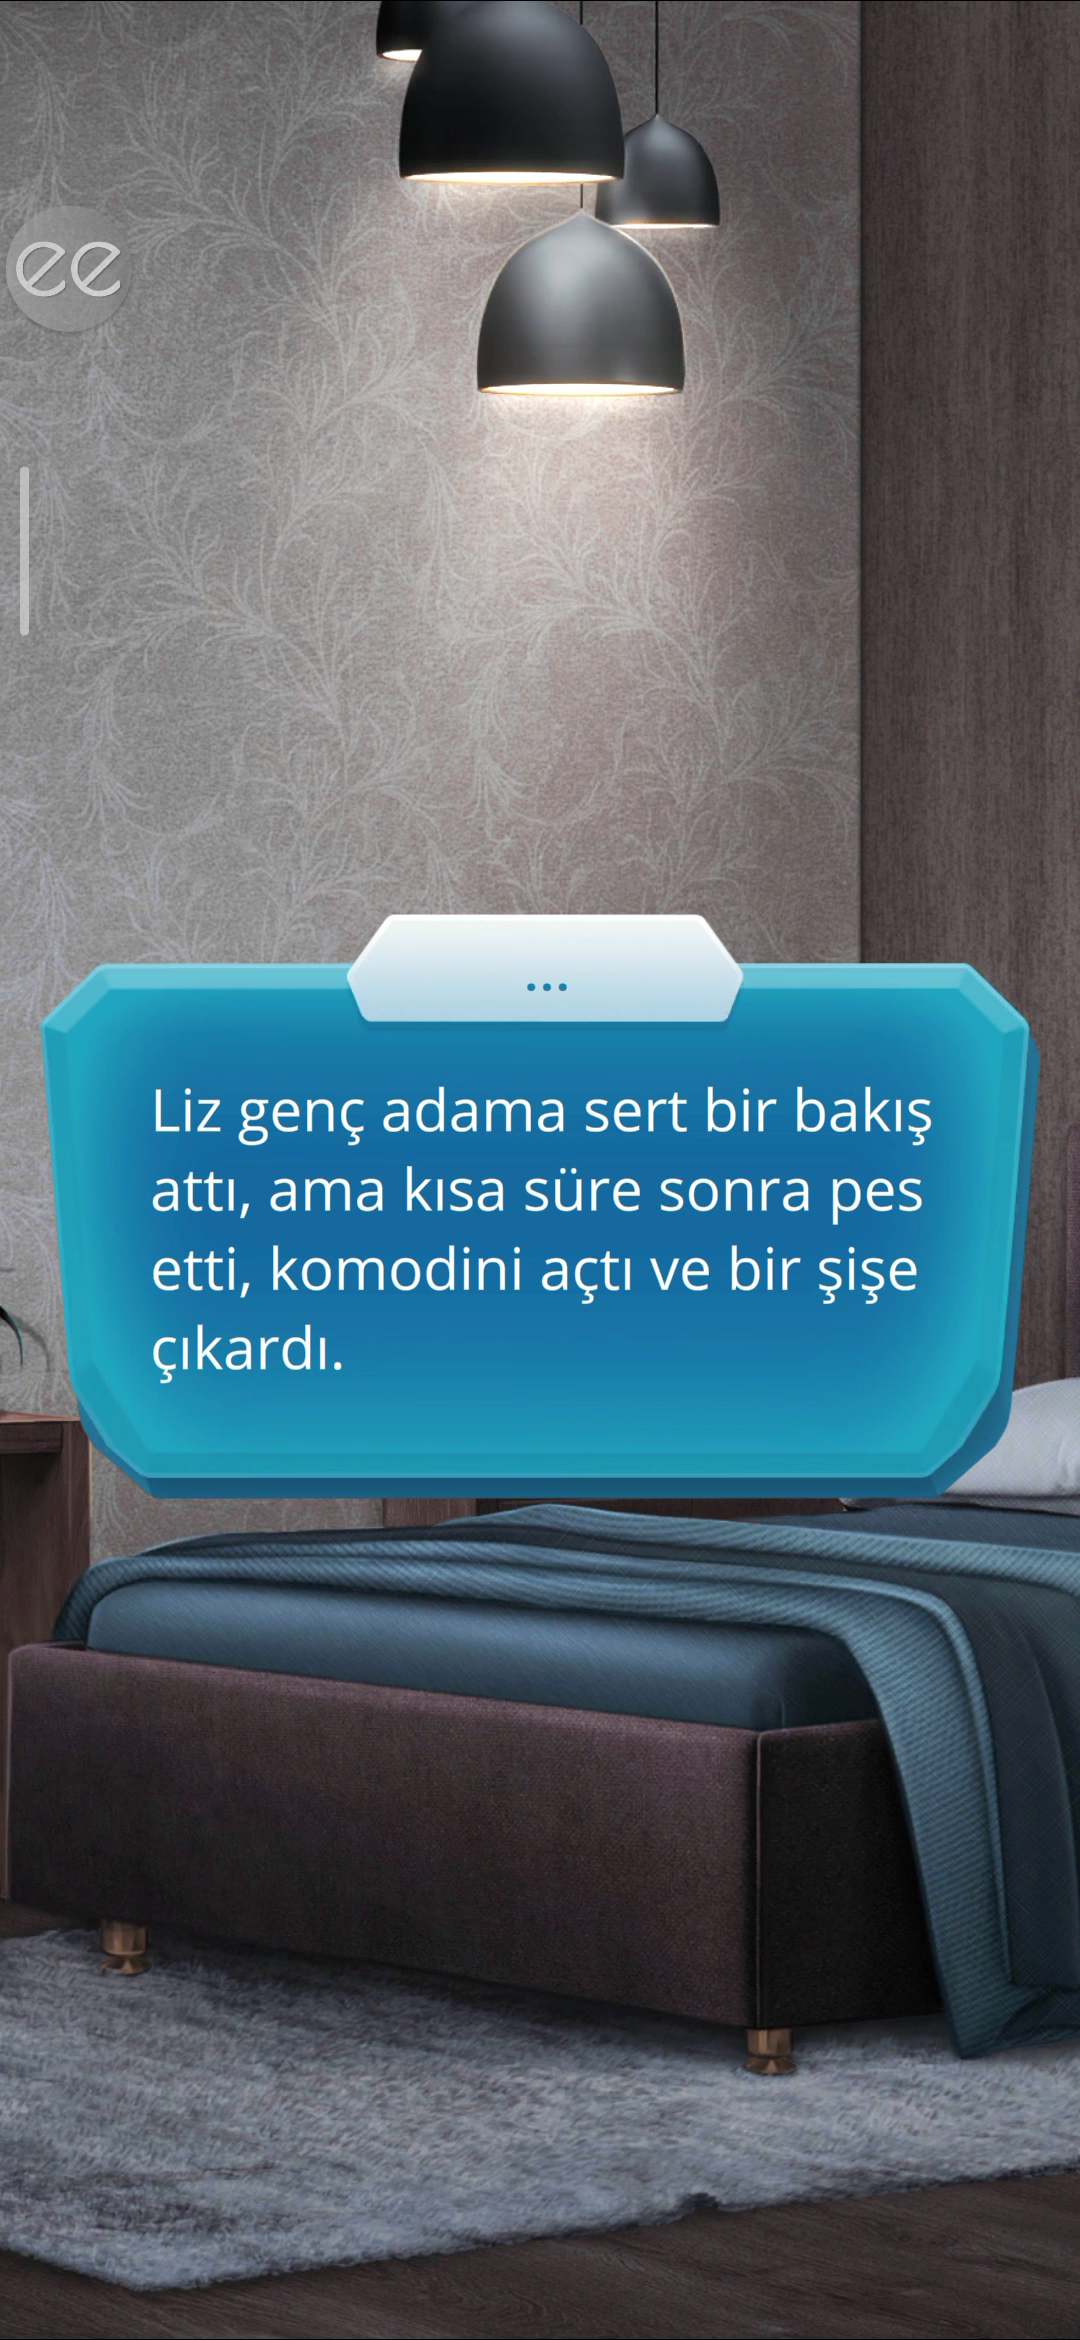 ee
...
Liz genç adama sert bir bakış
attı, ama kısa süre sonra pes
etti, komodini açtı ve bir şişe
çıkardı.